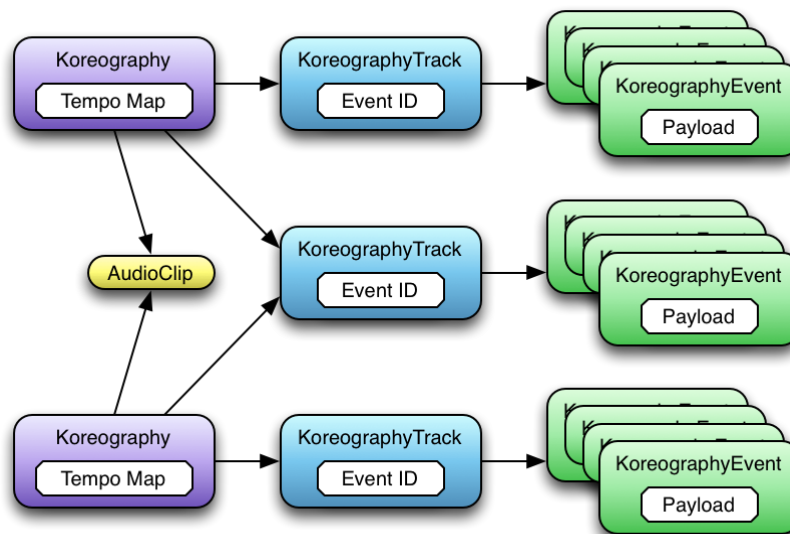 Koreography
Tempo Map
KoreographyTrack
Event ID
KoreographyEvent
Payload
AudioClip
KoreographyTrack
Event ID
KoreographyEvent
Payload
Koreography
Tempo Map
KoreographyTrack
Event ID
KoreographyEvent
Payload